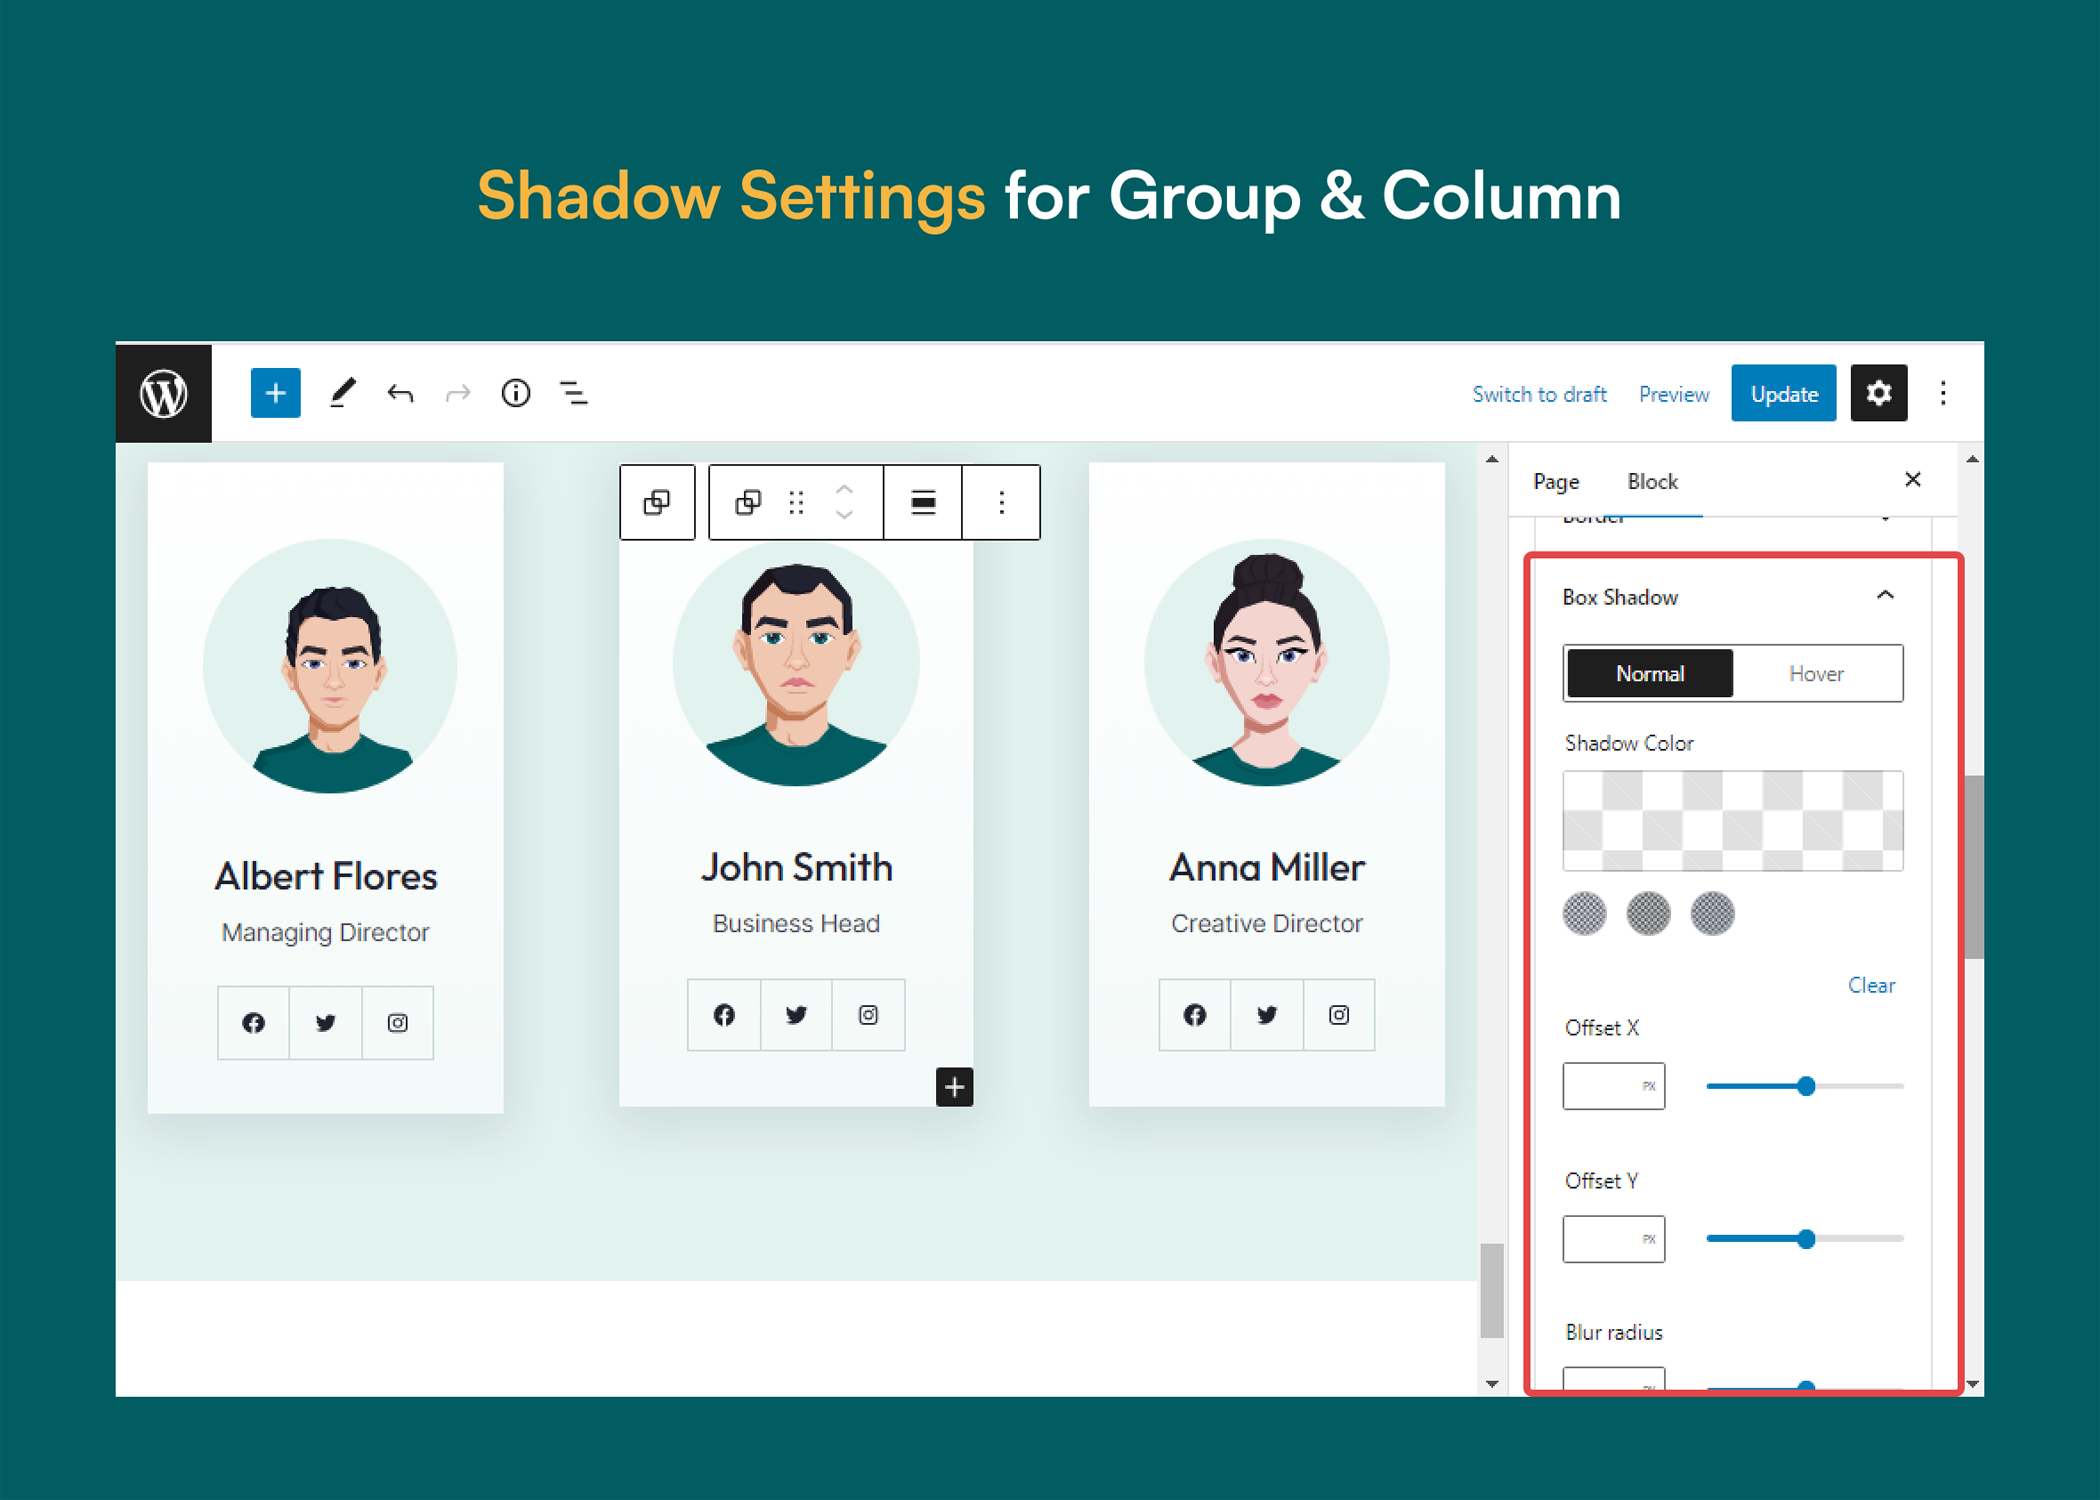 Shadow Settings for Group & Column
Switch to draft
Preview
Update
Page
Block
Border
Box Shadow
Normal
Hover
Shadow Color
Clear
Offset X
PX
Offset Y
PX
Blur radius
PX
Albert Flores
Managing Director
John Smith
Business Head
Anna Miller
Creative Director